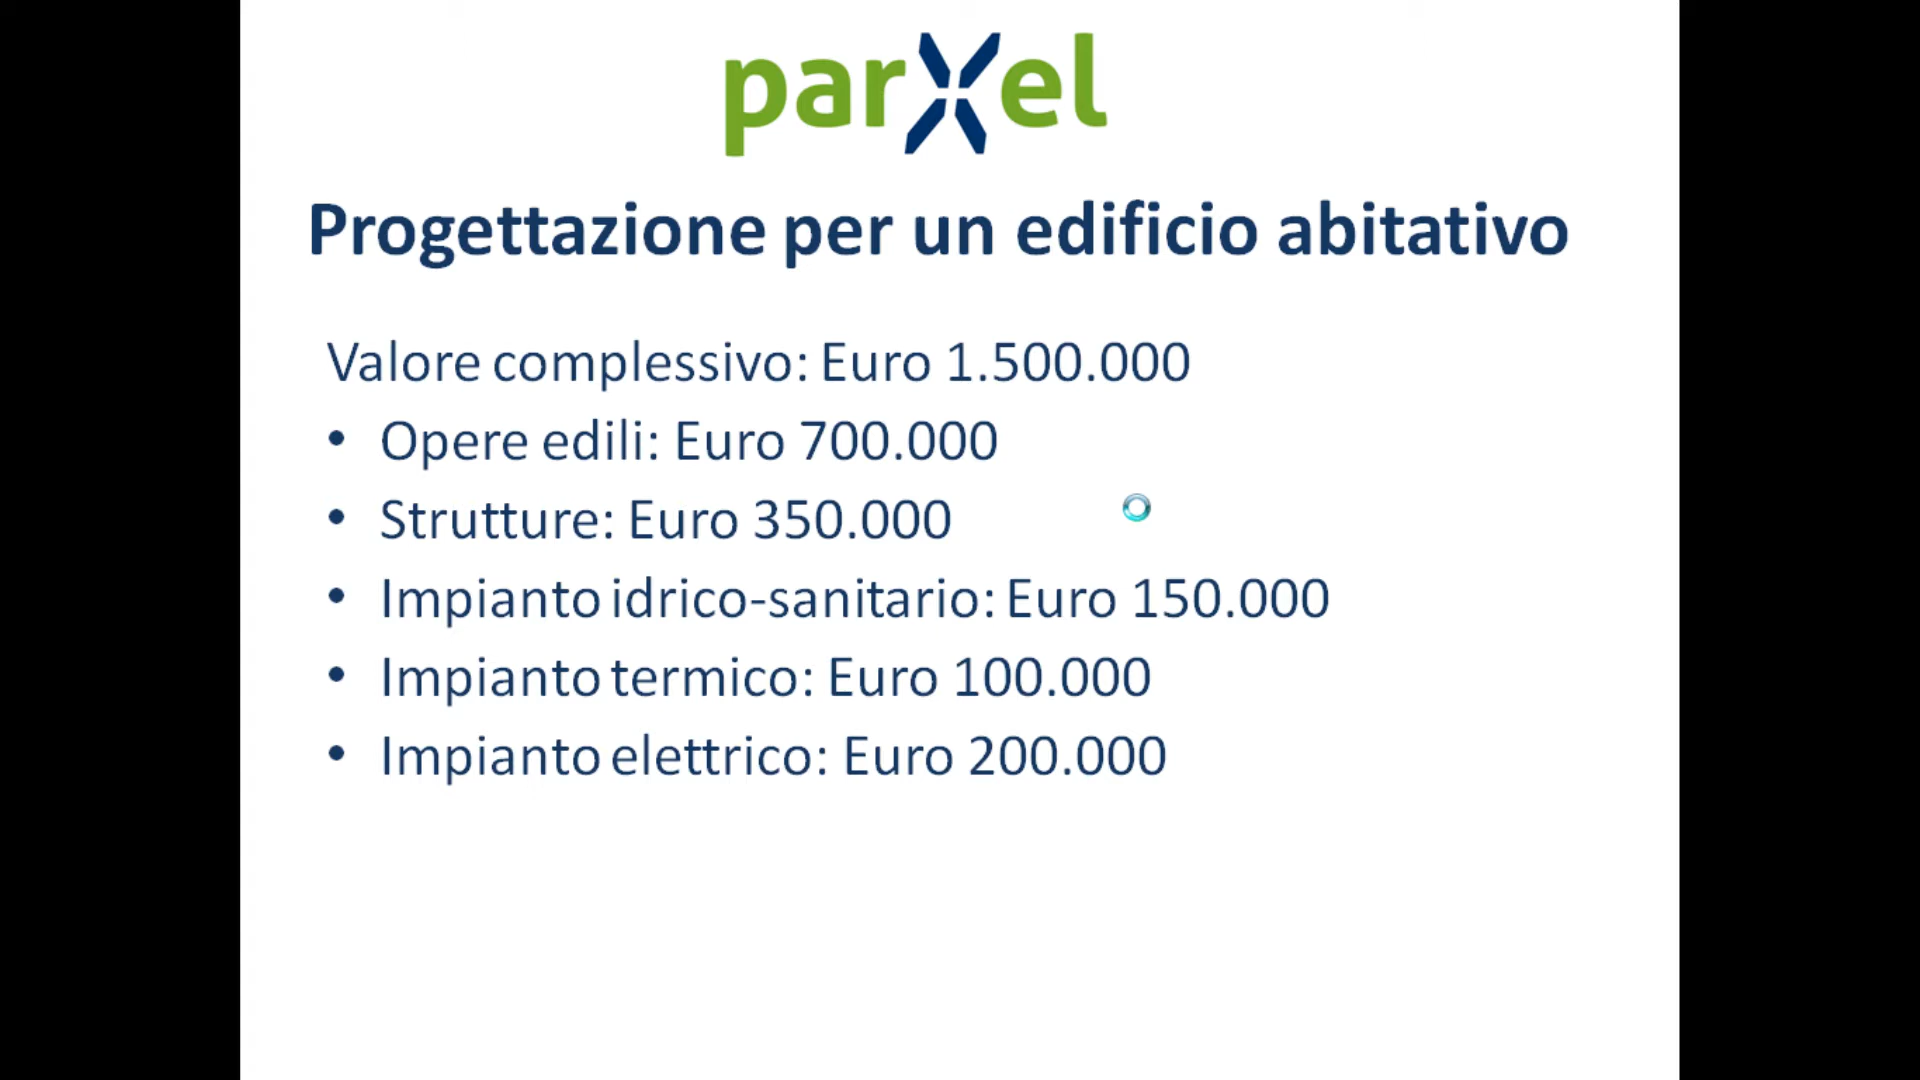 parXel
Progettazione per un edificio abitativo
Valore complessivo: Euro 1.500.000
• Opere edili: Euro 700.000
• Strutture: Euro 350.000
• Impianto idrico-sanitario: Euro 150.000
• Impianto termico: Euro 100.000
• Impianto elettrico: Euro 200.000